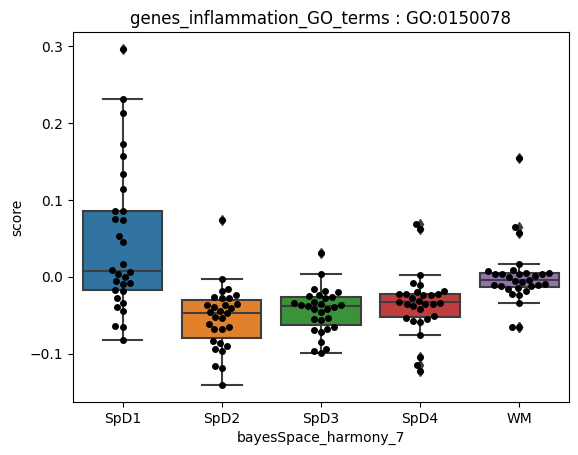 genes_inflammation_GO_terms : GO:0150078
0.3
0.2
0.1
0.0
−0.1
score
SpD1 SpD2 SpD3 SpD4 WM
bayesSpace_harmony_7